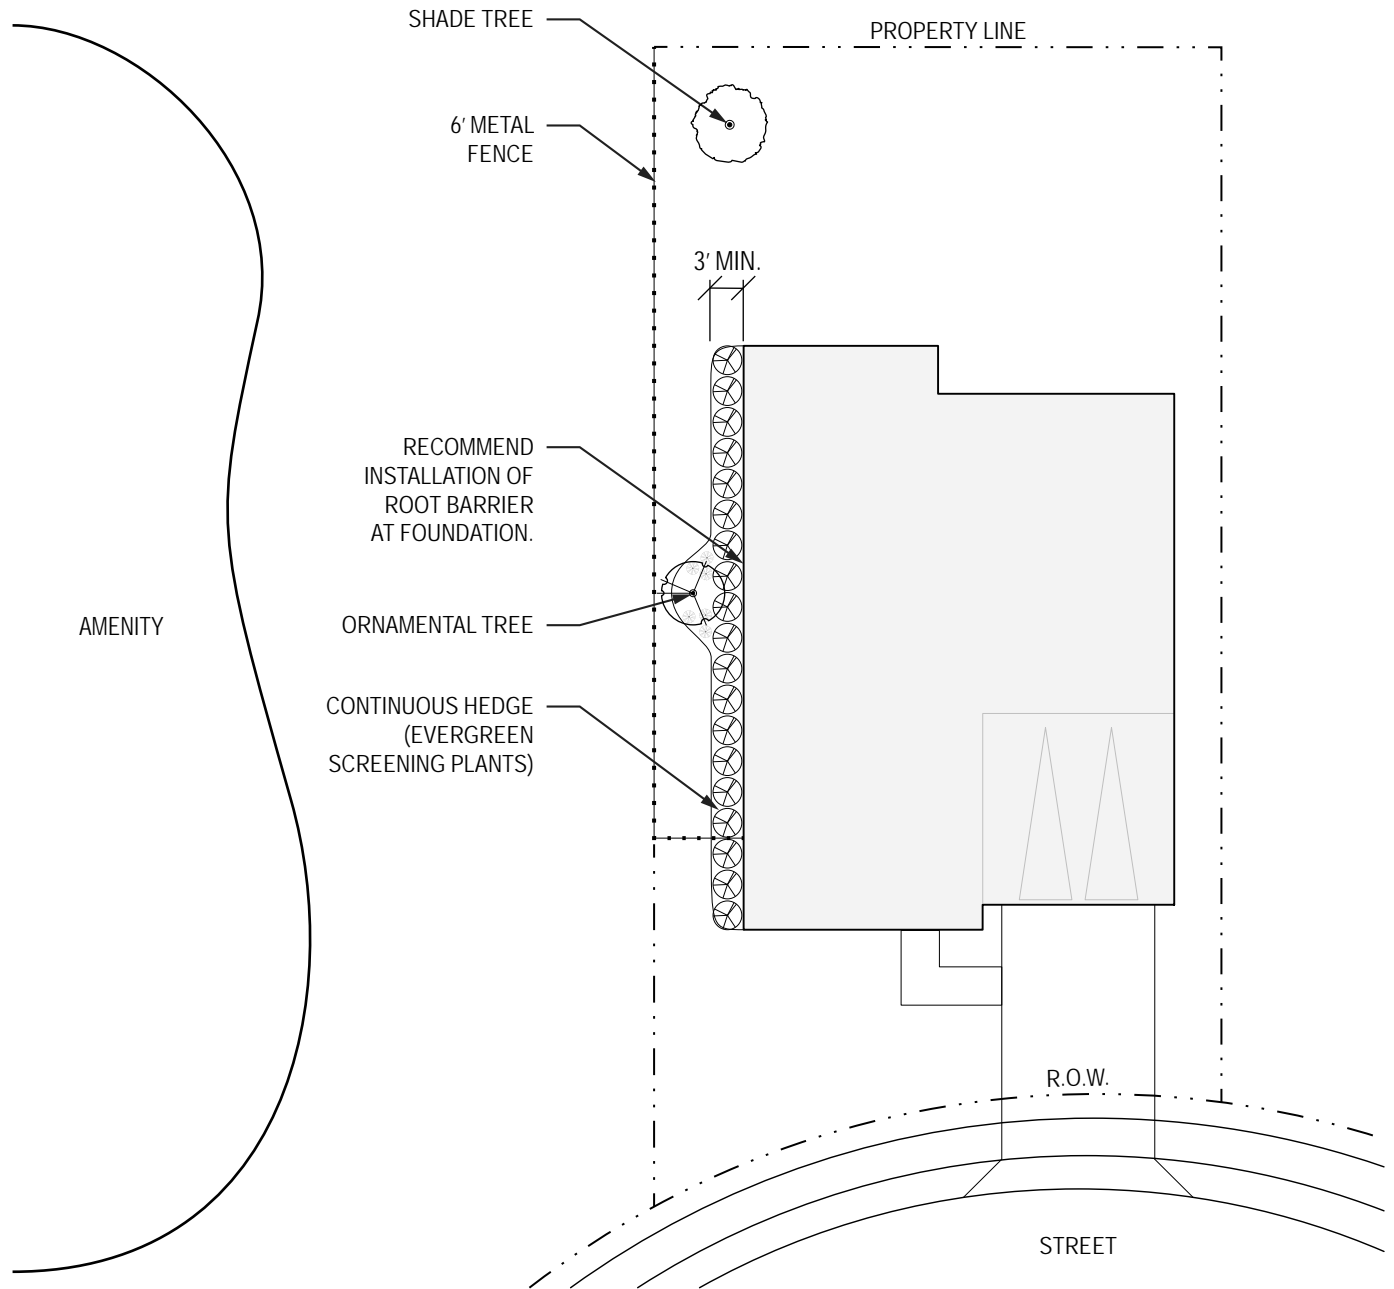 SHADE TREE
PROPERTY LINE
6' METAL
FENCE
3' MIN.
RECOMMEND
INSTALLATION OF
ROOT BARRIER
AT FOUNDATION.
AMENITY
ORNAMENTAL TREE
CONTINUOUS HEDGE
(EVERGREEN
SCREENING PLANTS)
R.O.W.
STREET